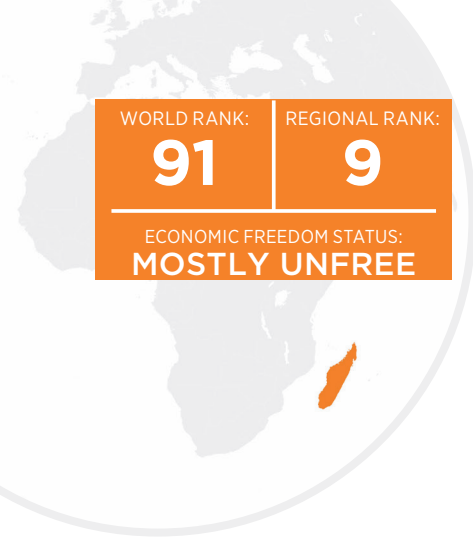 WORLD RANK:
91
REGIONAL RANK:
9
ECONOMIC FREEDOM STATUS:
MOSTLY UNFREE